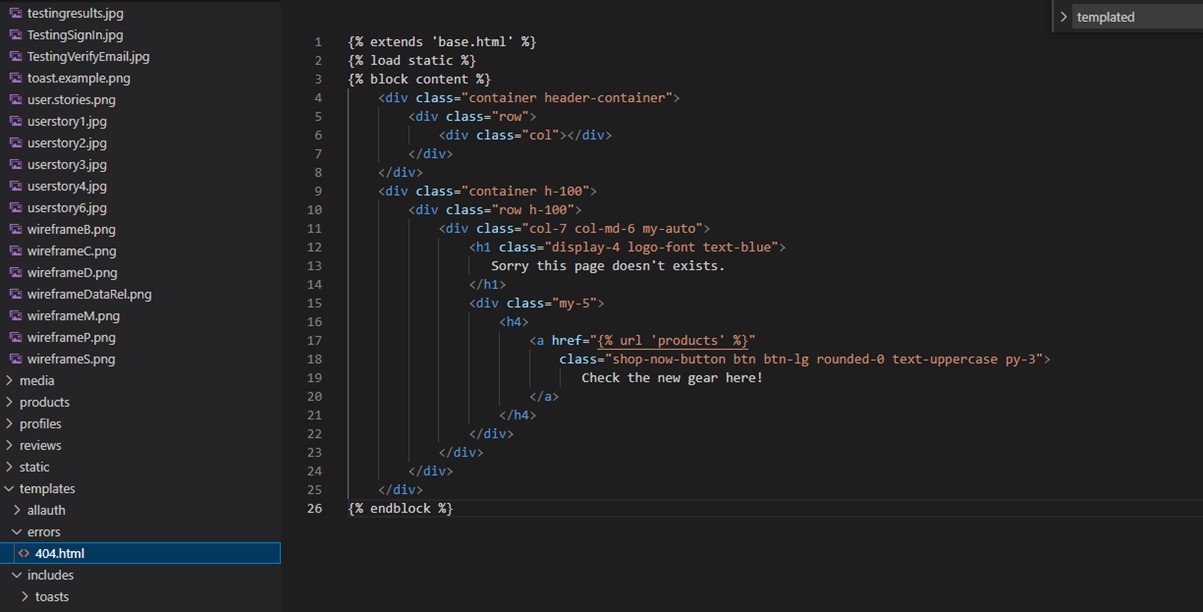 testingresults.jpg
TestingSignIn.jpg
TestingVerifyEmail.jpg
toast.example.png
user.stories.png
userstory1.jpg
userstory2.jpg
userstory3.jpg
userstory4.jpg
userstory6.jpg
wireframeB.png
wireframeC.png
wireframeD.png
wireframeDataRel.png
wireframeM.png
wireframeP.png
wireframeS.png
media
products
profiles
reviews
static
templates
allauth
errors
404.html
includes
toasts
templated
1 {% extends 'base.html' %}
2 {% load static %}
3 {% block content %}
4 <div class="container header-container">
5 <div class="row">
6 <div class="col"></div>
7 </div>
8 </div>
9 <div class="container h-100">
10 <div class="row h-100">
11 <div class="col-7 col-md-6 my-auto">
12 <h1 class="display-4 logo-font text-blue">
13 Sorry this page doesn't exists.
14 </h1>
15 <div class="my-5">
16 <h4>
17 <a href="{% url 'products' %}"
18 class="shop-now-button btn btn-lg rounded-0 text-uppercase py-3">
19 Check the new gear here!
20 </a>
21 </h4>
22 </div>
23 </div>
24 </div>
25 </div>
26 {% endblock %}